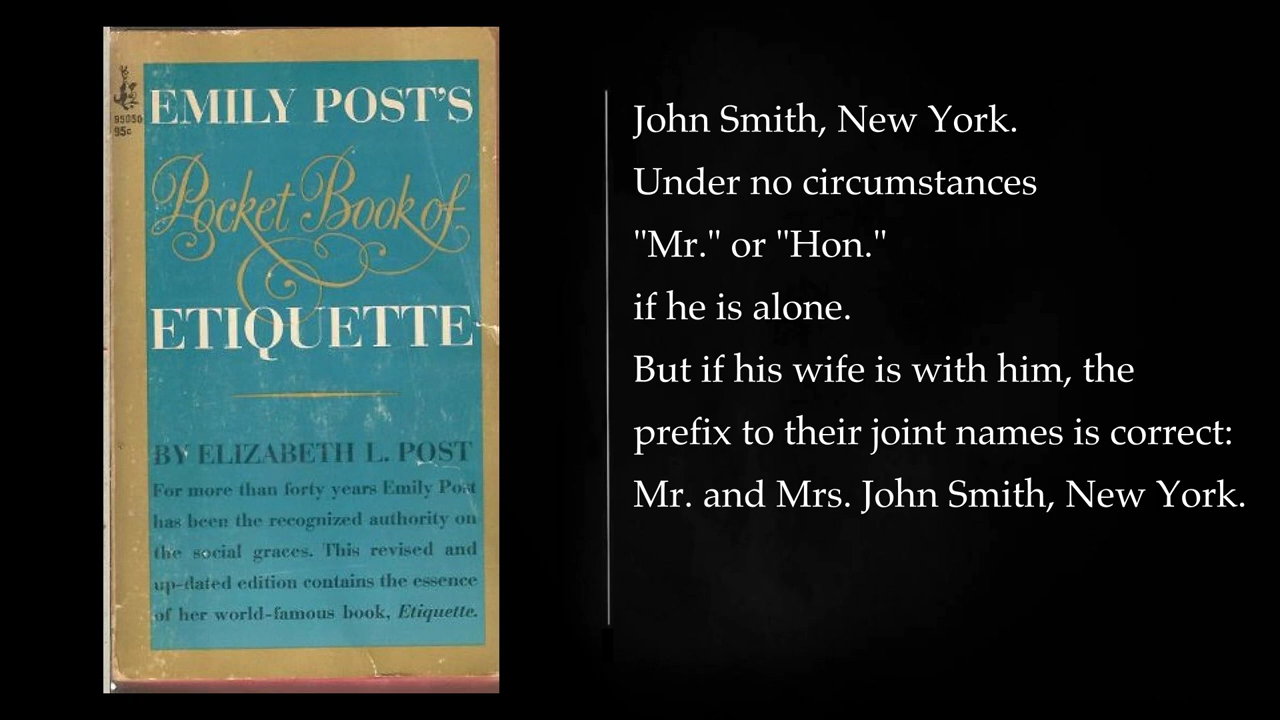 95050
95c
EMILY POST'S
Pocket Book of
ETIQUETTE
BY ELIZABETH L. POST
For more than forty years Emily Post
has been the recognized authority on
the social graces. This revised and
up-dated edition contains the essence
of her world-famous book, Etiquette.
John Smith, New York.
Under no circumstances
"Mr." or "Hon."
if he is alone.
But if his wife is with him, the
prefix to their joint names is correct:
Mr. and Mrs. John Smith, New York.